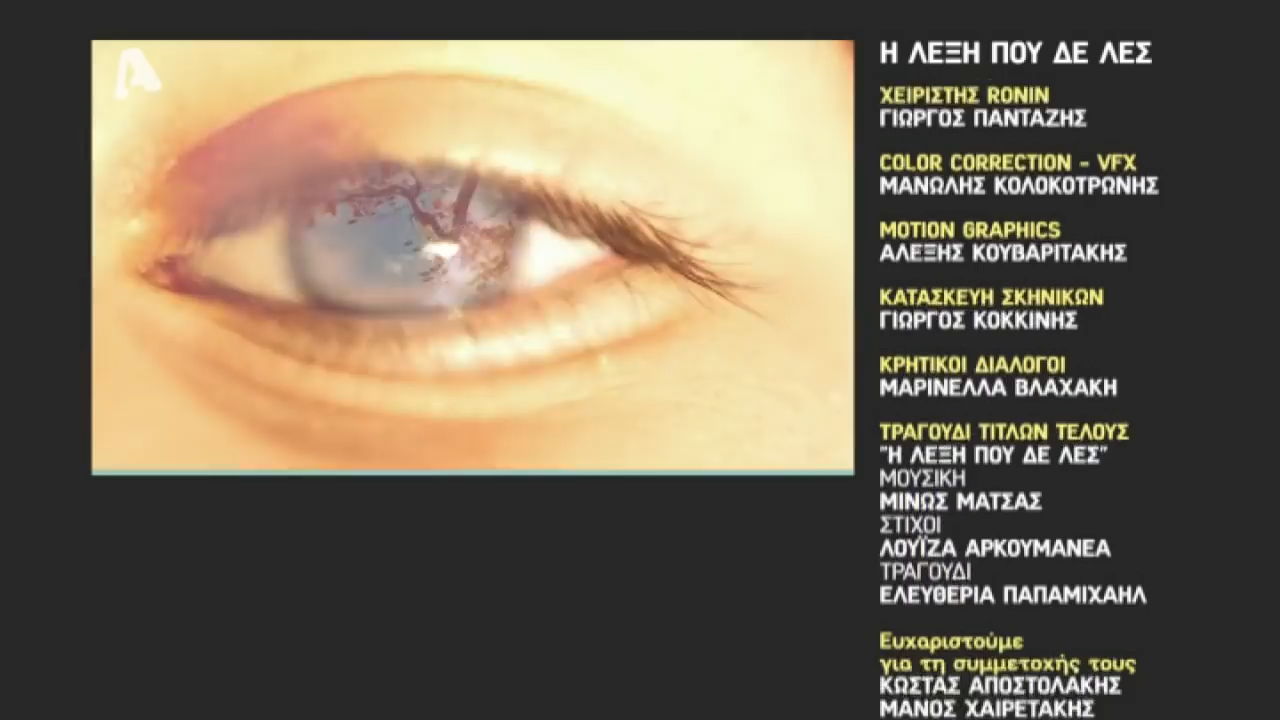 Η ΛΕΞΗ ΠΟΥ ΔΕ ΛΕΣ
ΧΕΙΡΙΣΤΗΣ RONIN
ΓΙΩΡΓΟΣ ΠΑΝΤΑΖΗΣ
COLOR CORRECTION - VFX
ΜΑΝΩΛΗΣ ΚΟΛΟΚΟΤΡΩΝΗΣ
MOTION GRAPHICS
ΑΛΕΞΗΣ ΚΟΥΒΑΡΙΤΑΚΗΣ
ΚΑΤΑΣΚΕΥΗ ΣΚΗΝΙΚΩΝ
ΓΙΩΡΓΟΣ ΚΟΚΚΙΝΗΣ
ΚΡΗΤΙΚΟΙ ΔΙΑΛΟΓΟΙ
ΜΑΡΙΝΕΛΛΑ ΒΛΑΧΑΚΗ
ΤΡΑΓΟΥΔΙ ΤΙΤΛΩΝ ΤΕΛΟΥΣ
"Η ΛΕΞΗ ΠΟΥ ΔΕ ΛΕΣ"
ΜΟΥΣΙΚΗ
ΜΙΝΩΣ ΜΑΤΣΑΣ
ΣΤΙΧΟΙ
ΛΟΥΪΖΑ ΑΡΚΟΥΜΑΝΕΑ
ΤΡΑΓΟΥΔΙ
ΕΛΕΥΘΕΡΙΑ ΠΑΠΑΜΙΧΑΗΛ
Ευχαριστούμε
για τη συμμετοχής τους
ΚΩΣΤΑΣ ΑΠΟΣΤΟΛΑΚΗΣ
ΜΑΝΟΣ ΧΑΙΡΕΤΑΚΗΣ